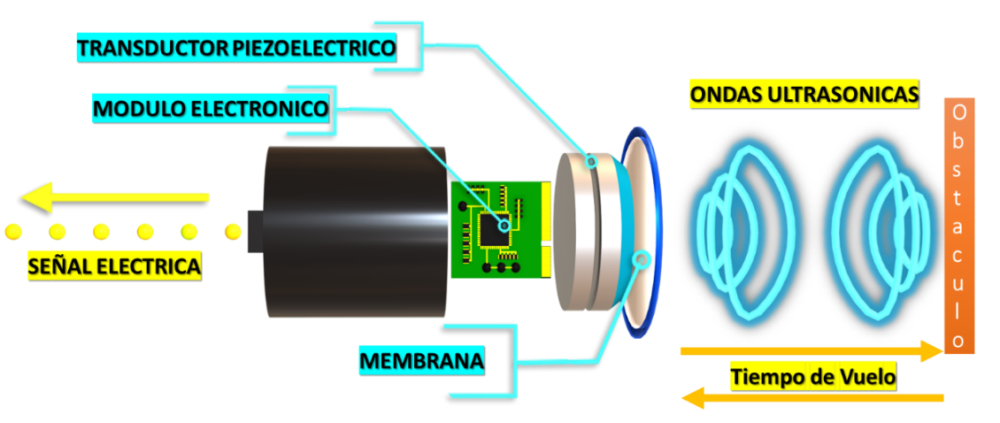 TRANSDUCTOR PIEZOELECTRICO
MODULO ELECTRONICO
ONDAS ULTRASONICAS
Obstaculo
SEÑAL ELECTRICA
MEMBRANA
Tiempo de Vuelo